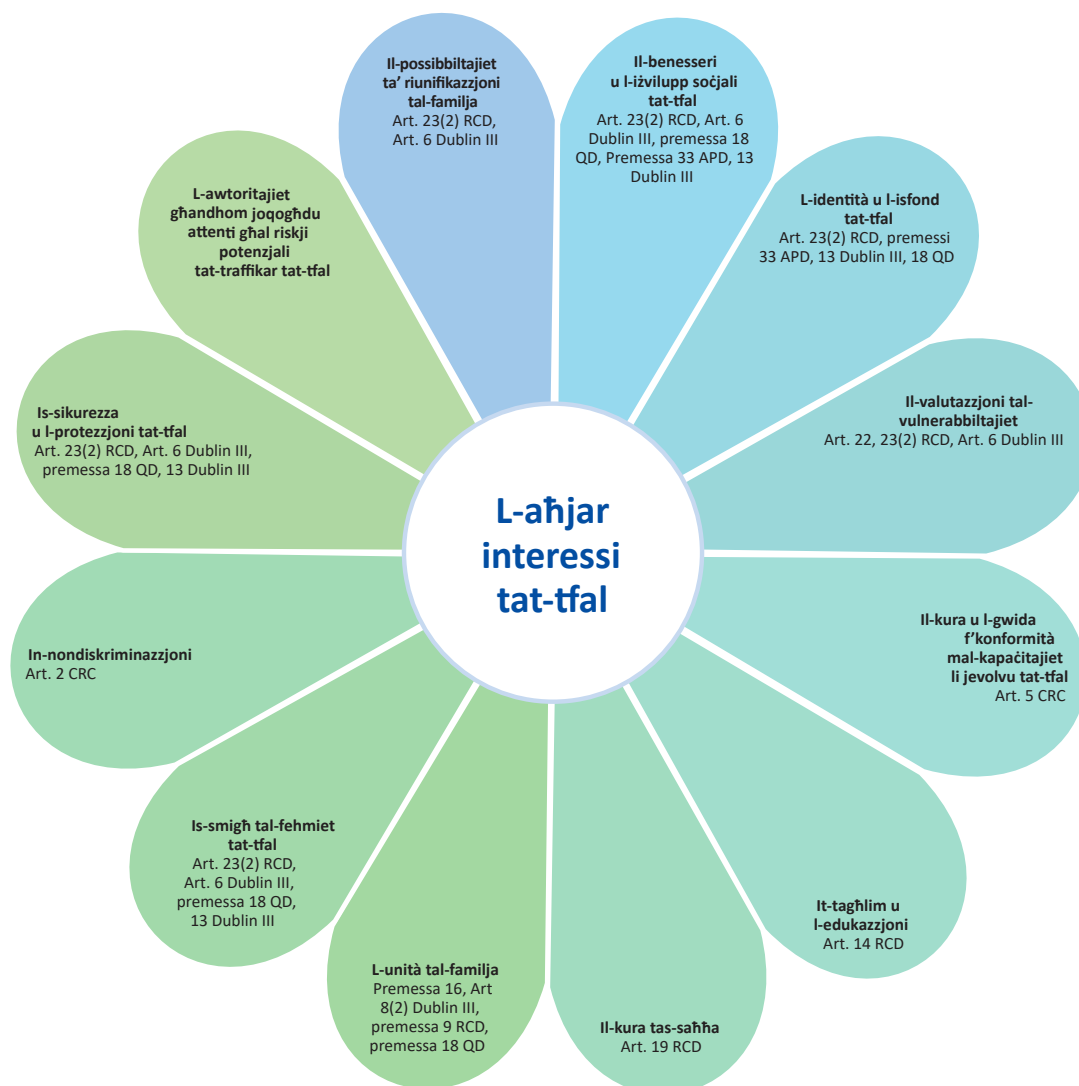 Il-possibbiltajiet
ta’ riunifikazzjoni
tal-familja
Art. 23(2) RCD,
Art. 6 Dublin III
Il-benesseri
u l-iżvilupp soċjali
tat-tfal
Art. 23(2) RCD, Art. 6
Dublin III, premessa 18
QD, Premessa 33 APD, 13
Dublin III
L-identità u l-isfond
tat-tfal
Art. 23(2) RCD, premessi
33 APD, 13 Dublin III, 18 QD
Il-valutazzjoni tal-
vulnerabbiltajiet
Art. 22, 23(2) RCD, Art. 6 Dublin III
Il-kura u l-gwida
f’konformità
mal-kapaċitajiet
li jevolvu tat-tfal
Art. 5 CRC
It-tagħlim u
l-edukazzjoni
Art. 14 RCD
Il-kura tas-saħħa
Art. 19 RCD
L-unità tal-familja
Premessa 16, Art
8(2) Dublin III,
premessa 9 RCD,
premessa 18 QD
Is-smigħ tal-fehmiet
tat-tfal
Art. 23(2) RCD,
Art. 6 Dublin III,
premessa 18 QD,
13 Dublin III
In-nondiskriminazzjoni
Art. 2 CRC
Is-sikurezza
u l-protezzjoni tat-tfal
Art. 23(2) RCD, Art. 6 Dublin III,
premessa 18 QD, 13 Dublin III
L-awtoritajiet
għandhom joqogħdu
attenti għal riskji
potenzjali
tat-traffikar tat-tfal
L-aħjar
interessi
tat-tfal